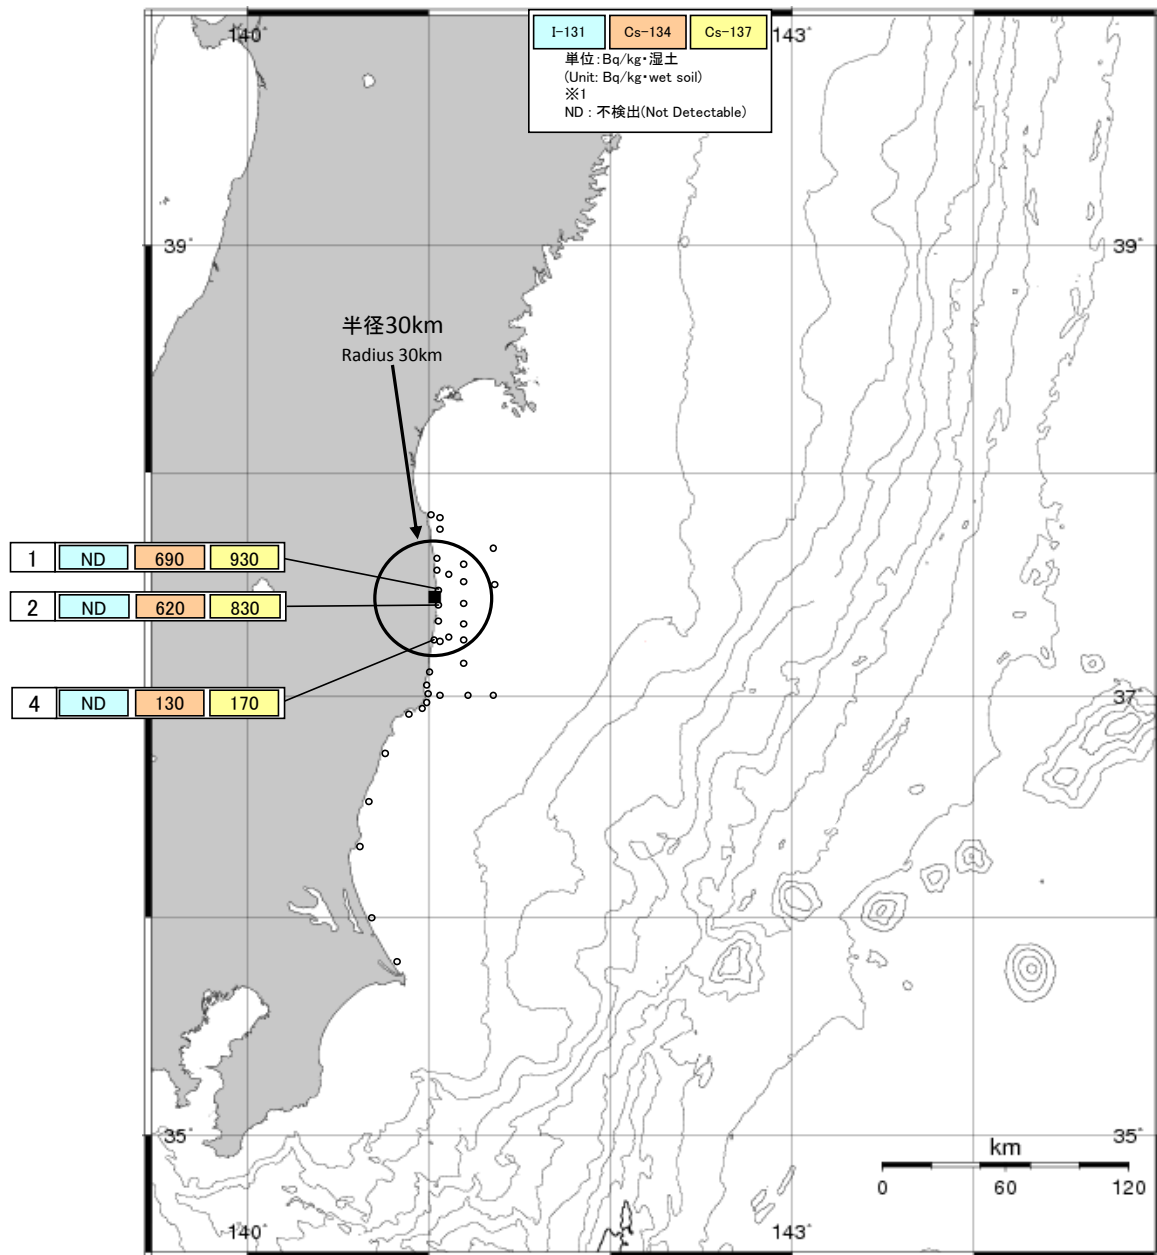 140°
143°
I-131 Cs-134 Cs-137
単位:Bq/kg・湿土
(Unit: Bq/kg・wet soil)
※1
ND : 不検出(Not Detectable)
39°
39°
半径30km
Radius 30km
1 ND 690 930
2 ND 620 830
4 ND 130 170
37°
35°
35°
km
0 60 120
140°
143°